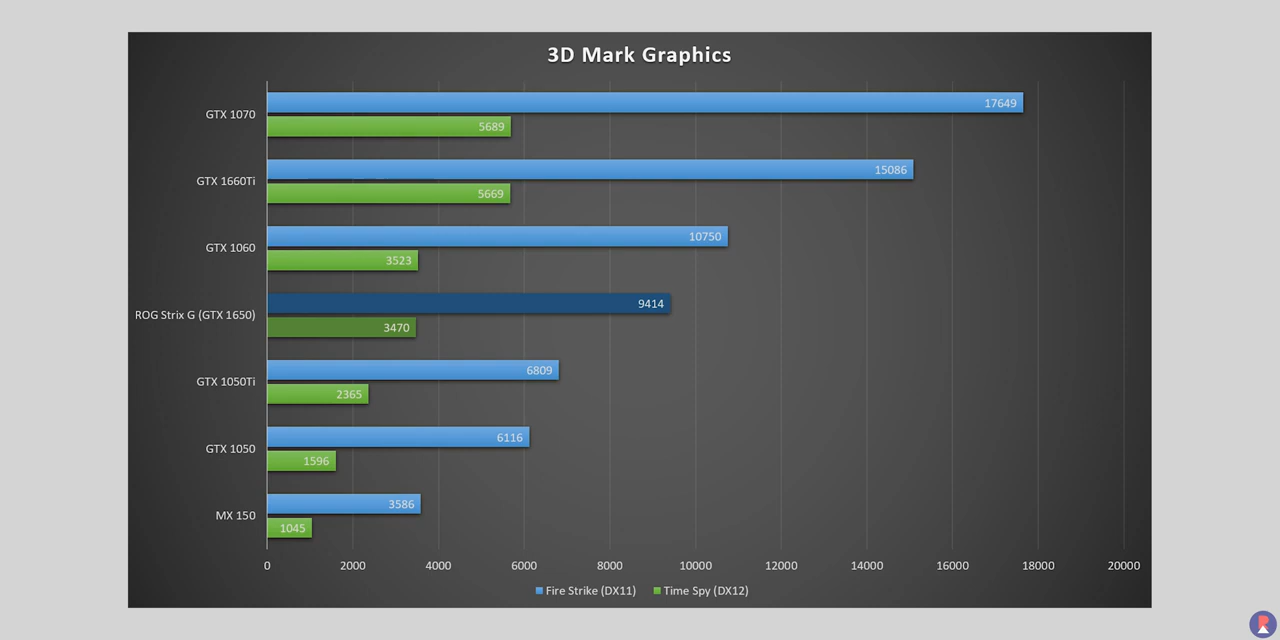 3D Mark Graphics
GTX 1070
17649
5689
GTX 1660Ti
15086
5669
GTX 1060
10750
3523
ROG Strix G (GTX 1650)
9414
3470
GTX 1050Ti
6809
2365
GTX 1050
6116
1596
MX 150
3586
1045
0 2000 4000 6000 8000 10000 12000 14000 16000 18000 20000
Fire Strike (DX11) Time Spy (DX12)